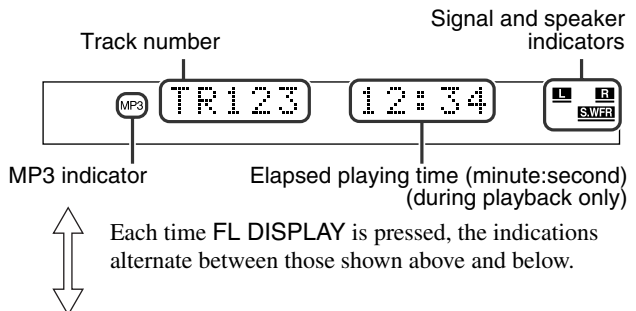 Signal and speaker
indicators
Track number
MP3 TR123 12:34 L R
S.WFR
MP3 indicator
Elapsed playing time (minute:second)
(during playback only)
Each time FL DISPLAY is pressed, the indications
alternate between those shown above and below.